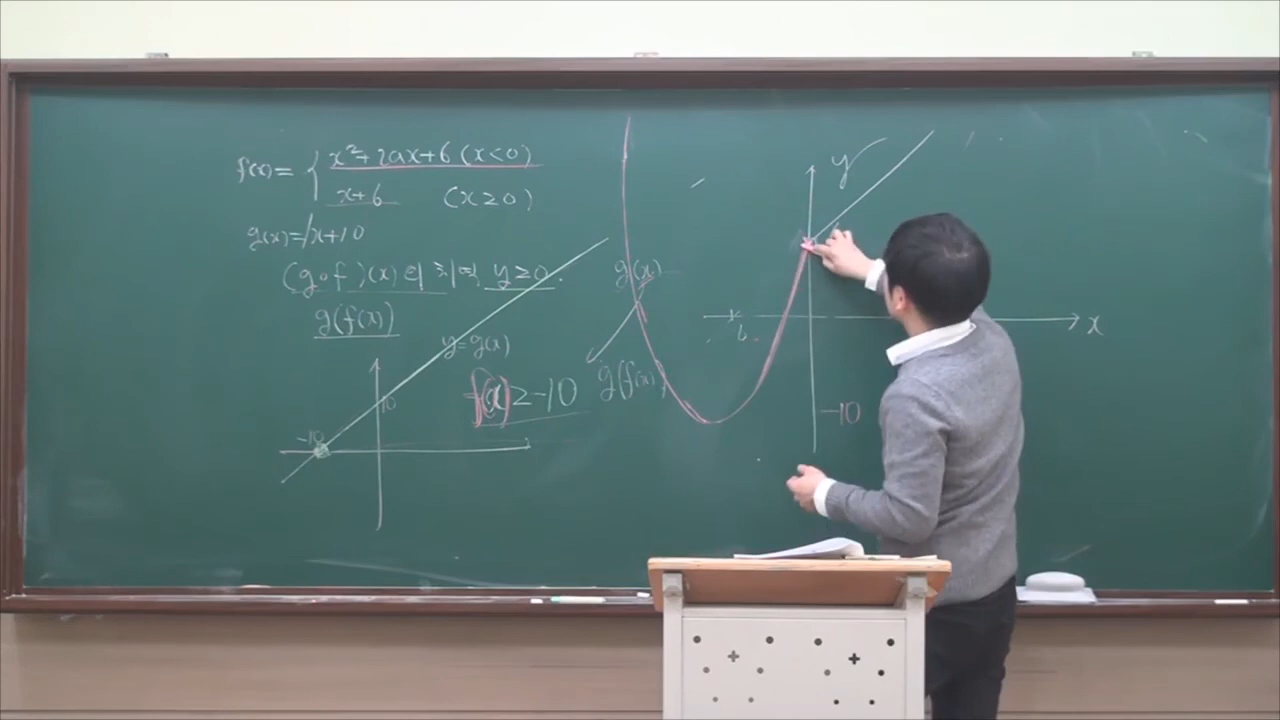 f(x)= { x²+2ax+6 (x<0)
x+6 (x≥0)
g(x)=x+10
(g∘f)(x)의 치역 y≥0.
g(f(x))
y=g(x)
10
-10
f(x)≥-10
g(x)
g(f(x))
y
x
-10